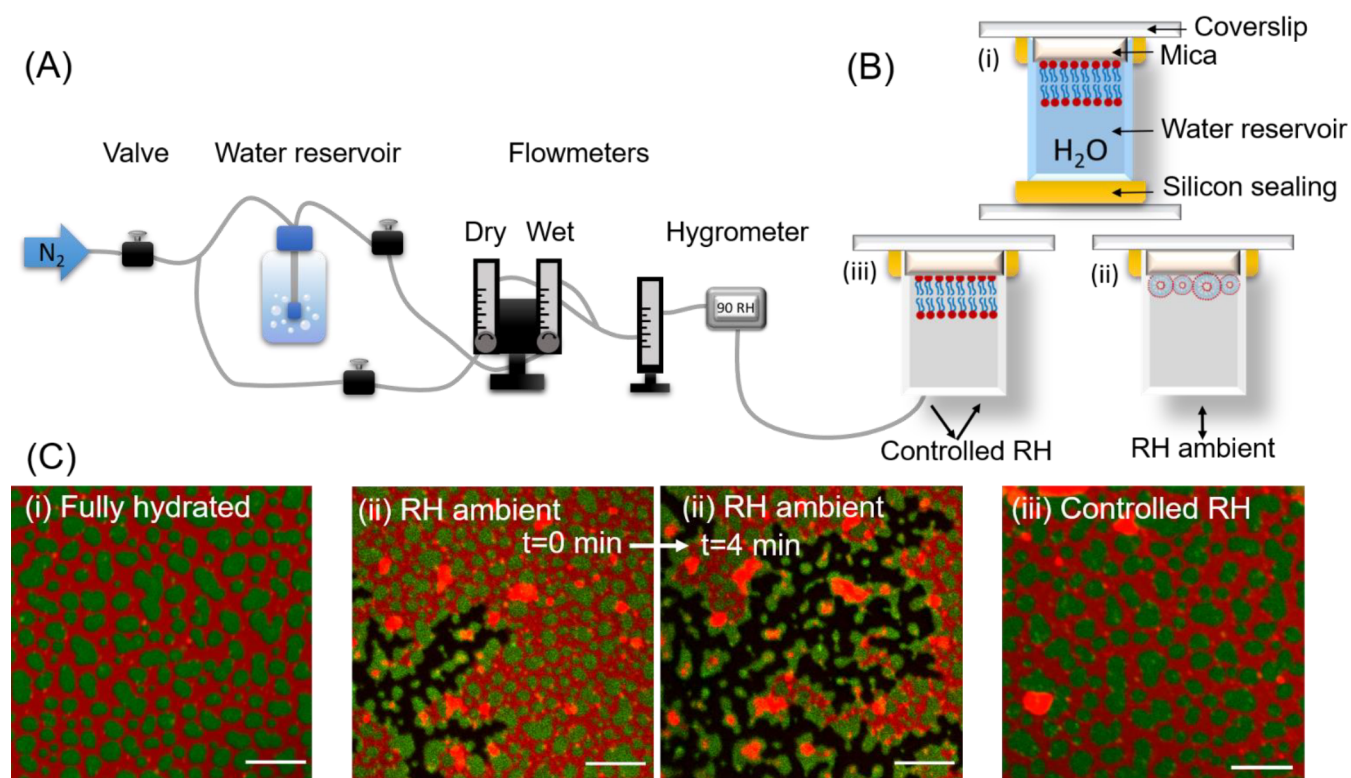 (A)
Valve
Water reservoir
Flowmeters
N2
Dry
Wet
Hygrometer
90 RH
(B)
(i)
Coverslip
Mica
Water reservoir
H2O
Silicon sealing
(iii)
(ii)
Controlled RH
RH ambient
(C)
(i) Fully hydrated
(ii) RH ambient
t=0 min
(ii) RH ambient
t=4 min
(iii) Controlled RH